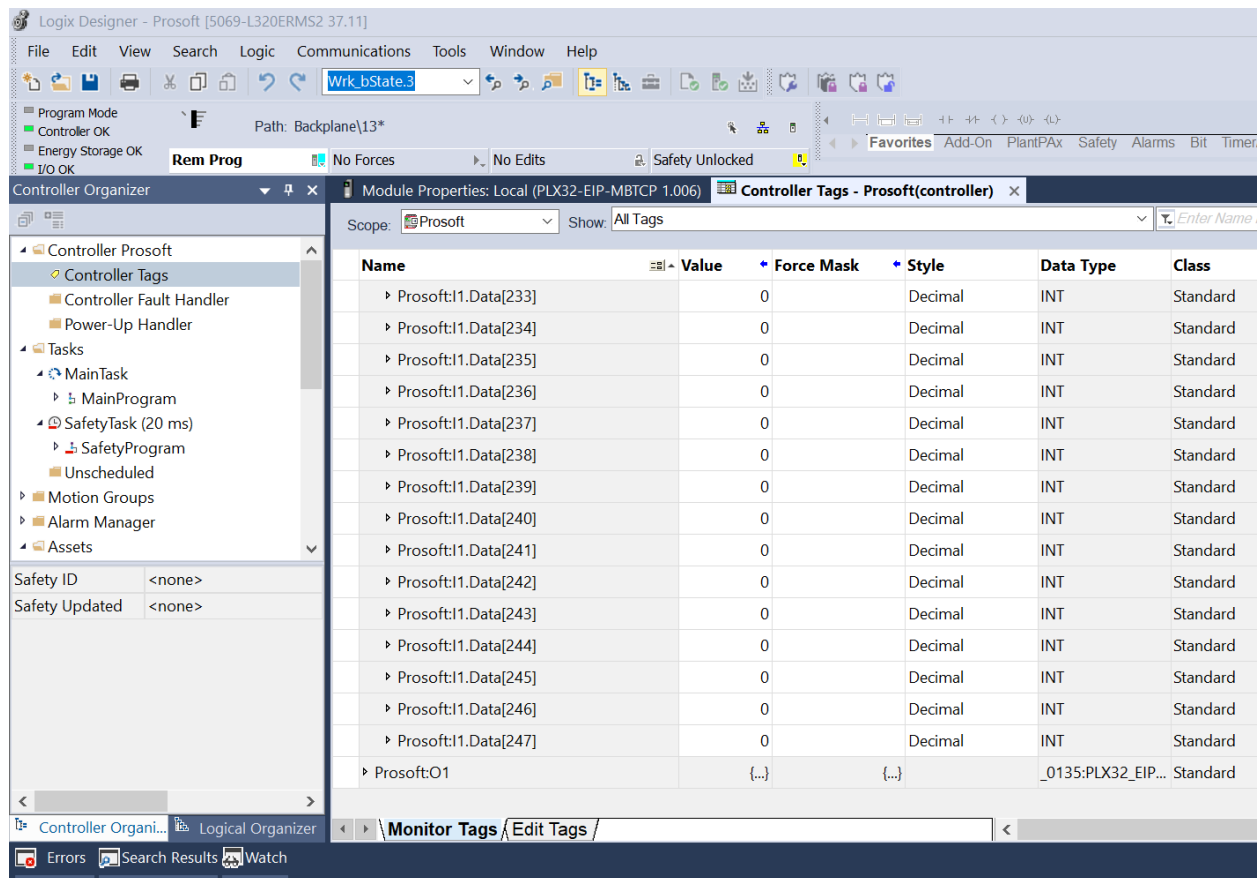 Logix Designer - Prosoft [5069-L320ERMS2 37.11]
File Edit View Search Logic Communications Tools Window Help
Wrk_bState.3
Program Mode
Controller OK
Energy Storage OK
I/O OK
Path: Backplane\13*
Favorites Add-On PlantPAx Safety Alarms Bit Timer
Rem Prog No Forces No Edits Safety Unlocked
Controller Organizer
Module Properties: Local (PLX32-EIP-MBTCP 1.006) Controller Tags - Prosoft(controller)
Scope: Prosoft Show: All Tags Enter Name
Controller Prosoft
Controller Tags
Controller Fault Handler
Power-Up Handler
Tasks
MainTask
MainProgram
SafetyTask (20 ms)
SafetyProgram
Unscheduled
Motion Groups
Alarm Manager
Assets
Safety ID <none>
Safety Updated <none>
Name Value Force Mask Style Data Type Class
Prosoft:I1.Data[233] 0 Decimal INT Standard
Prosoft:I1.Data[234] 0 Decimal INT Standard
Prosoft:I1.Data[235] 0 Decimal INT Standard
Prosoft:I1.Data[236] 0 Decimal INT Standard
Prosoft:I1.Data[237] 0 Decimal INT Standard
Prosoft:I1.Data[238] 0 Decimal INT Standard
Prosoft:I1.Data[239] 0 Decimal INT Standard
Prosoft:I1.Data[240] 0 Decimal INT Standard
Prosoft:I1.Data[241] 0 Decimal INT Standard
Prosoft:I1.Data[242] 0 Decimal INT Standard
Prosoft:I1.Data[243] 0 Decimal INT Standard
Prosoft:I1.Data[244] 0 Decimal INT Standard
Prosoft:I1.Data[245] 0 Decimal INT Standard
Prosoft:I1.Data[246] 0 Decimal INT Standard
Prosoft:I1.Data[247] 0 Decimal INT Standard
Prosoft:O1 {...} {...} _0135:PLX32_EIP... Standard
Controller Organi... Logical Organizer
Monitor Tags Edit Tags
Errors Search Results Watch